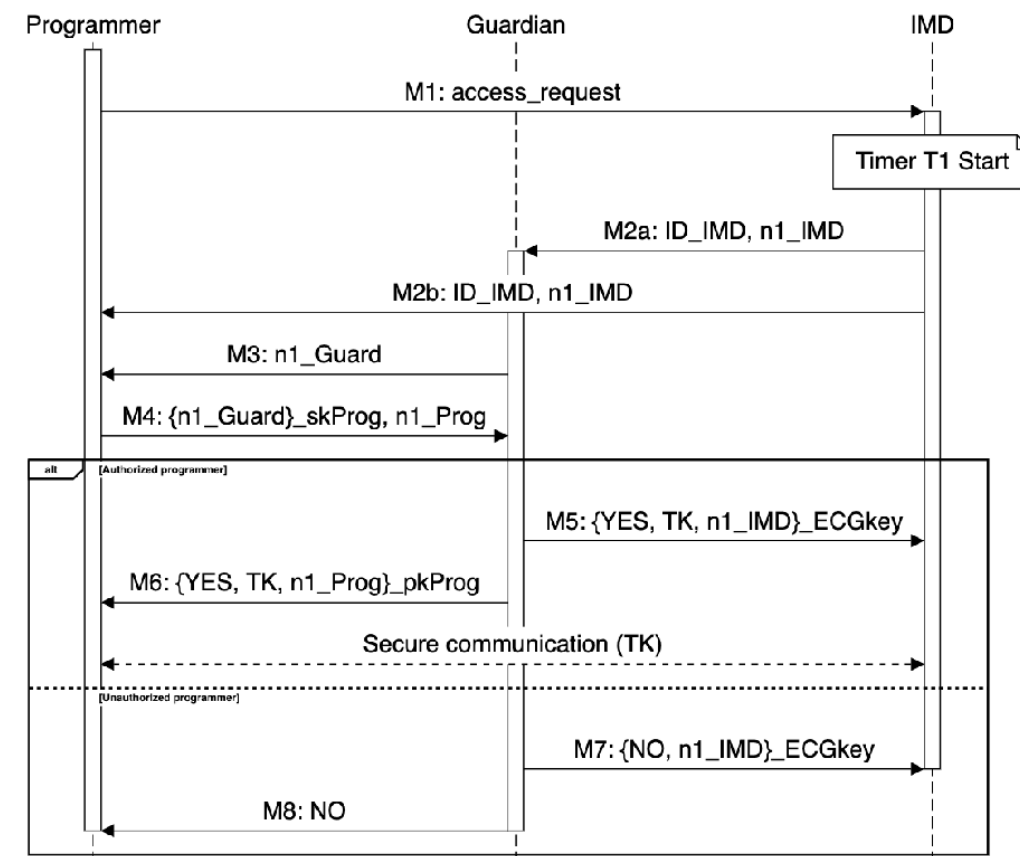 Programmer Guardian IMD
M1: access_request
Timer T1 Start
M2a: ID_IMD, n1_IMD
M2b: ID_IMD, n1_IMD
M3: n1_Guard
M4: {n1_Guard}_skProg, n1_Prog
alt [Authorized programmer]
M5: {YES, TK, n1_IMD}_ECGkey
M6: {YES, TK, n1_Prog}_pkProg
Secure communication (TK)
[Unauthorized programmer]
M7: {NO, n1_IMD}_ECGkey
M8: NO